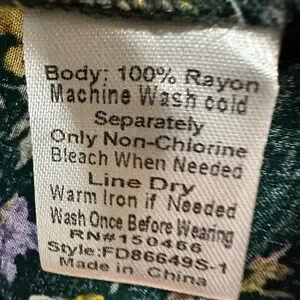 Body: 100% Rayon
Machine Wash cold
Separately
Only Non-Chlorine
Bleach When Needed
Line Dry
Warm Iron if Needed
Wash Once Before Wearing
RN#150466
Style:FD86649S-1
Made in China